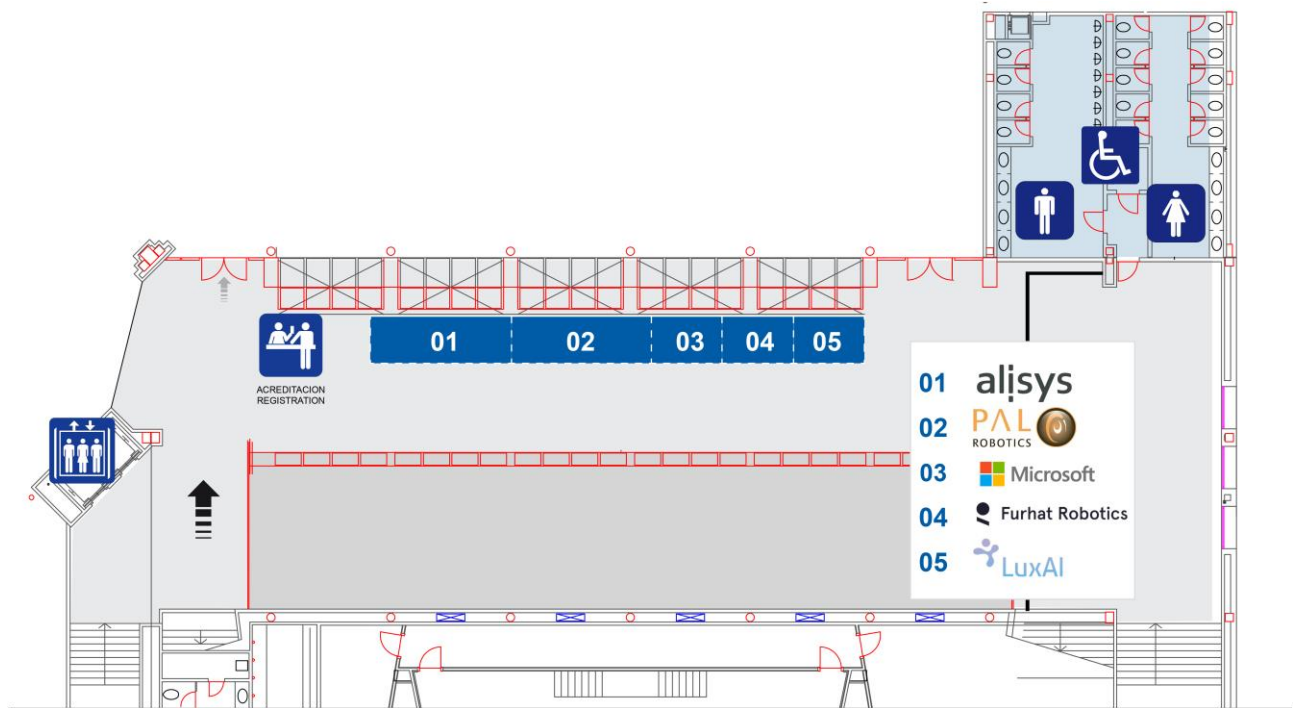 01
02
03
04
05
ACREDITACION
REGISTRATION
01 alisys
02 PAL
ROBOTICS
03 Microsoft
04 Furhat Robotics
05 LuxAI